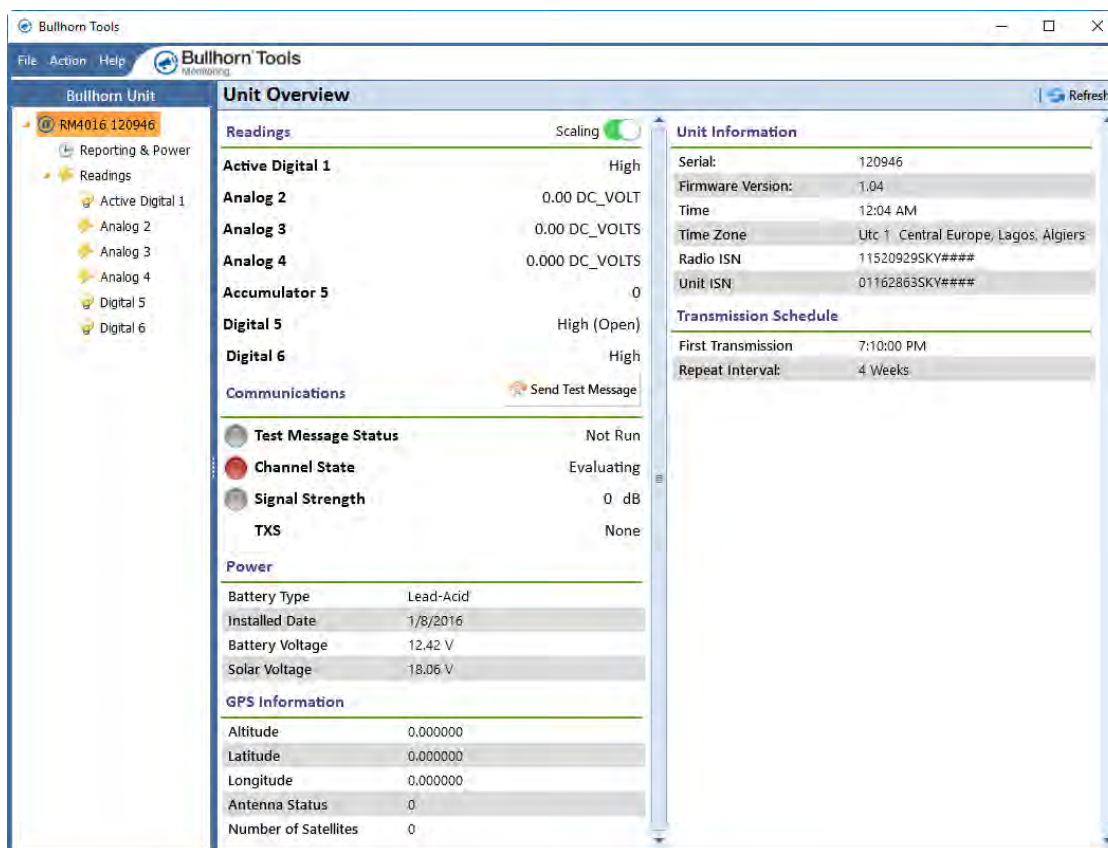 Bullhorn Tools
File Action Help
Bullhorn Tools
Monitoring
Bullhorn Unit
RM4016 120946
Reporting & Power
Readings
Active Digital 1
Analog 2
Analog 3
Analog 4
Digital 5
Digital 6
Unit Overview
Refresh
Readings Scaling
Active Digital 1 High
Analog 2 0.00 DC_VOLT
Analog 3 0.00 DC_VOLTS
Analog 4 0.000 DC_VOLTS
Accumulator 5 0
Digital 5 High (Open)
Digital 6 High
Communications Send Test Message
Test Message Status Not Run
Channel State Evaluating
Signal Strength 0 dB
TXS None
Power
Battery Type Lead-Acid
Installed Date 1/8/2016
Battery Voltage 12.42 V
Solar Voltage 18.06 V
GPS Information
Altitude 0.000000
Latitude 0.000000
Longitude 0.000000
Antenna Status 0
Number of Satellites 0
Unit Information
Serial: 120946
Firmware Version: 1.04
Time 12:04 AM
Time Zone Utc 1 Central Europe, Lagos, Algiers
Radio ISN 11520929SKY####
Unit ISN 01162863SKY####
Transmission Schedule
First Transmission 7:10:00 PM
Repeat Interval: 4 Weeks